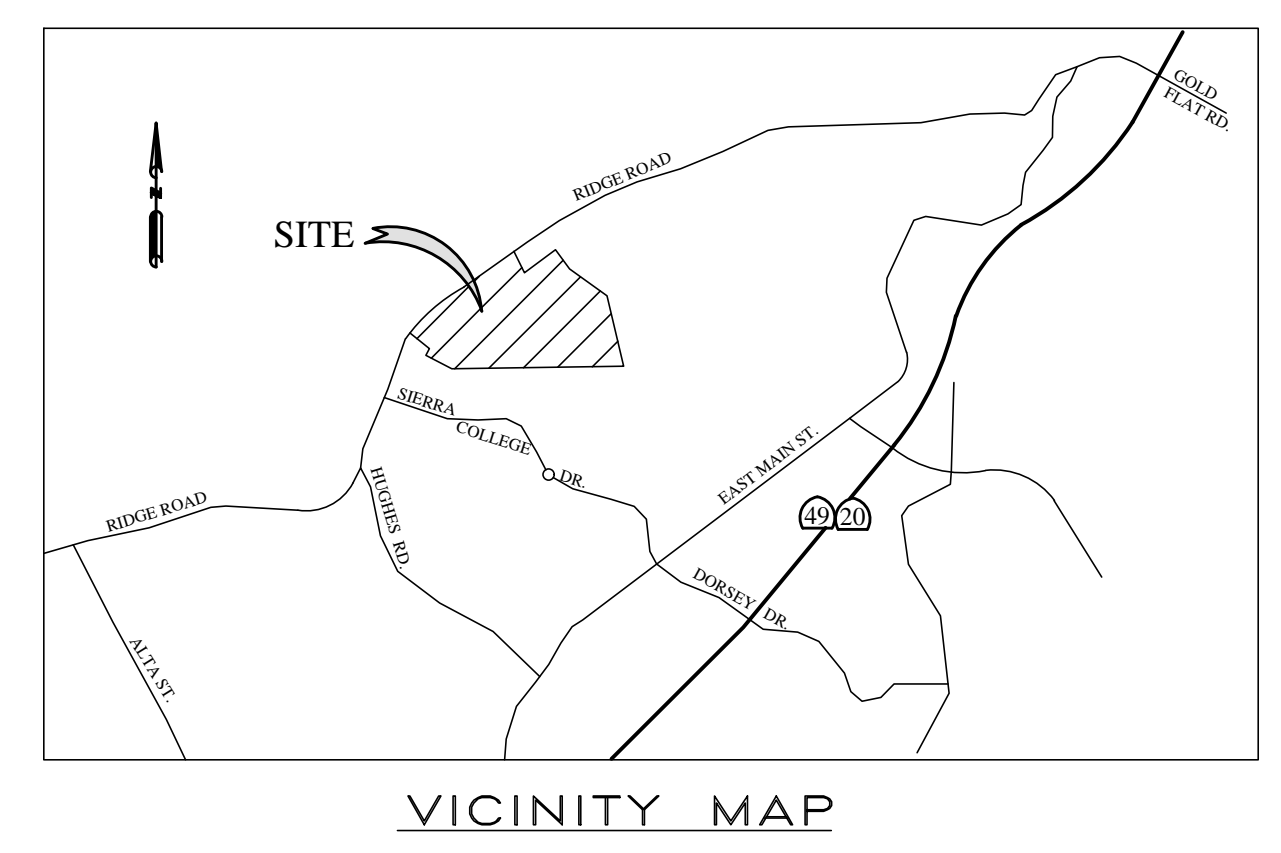 GOLD
FLAT RD.
RIDGE ROAD
N
SITE
SIERRA
COLLEGE
DR.
EAST MAIN ST.
HUGHES RD.
RIDGE ROAD
49
20
DORSEY DR.
ALTA ST.
VICINITY MAP